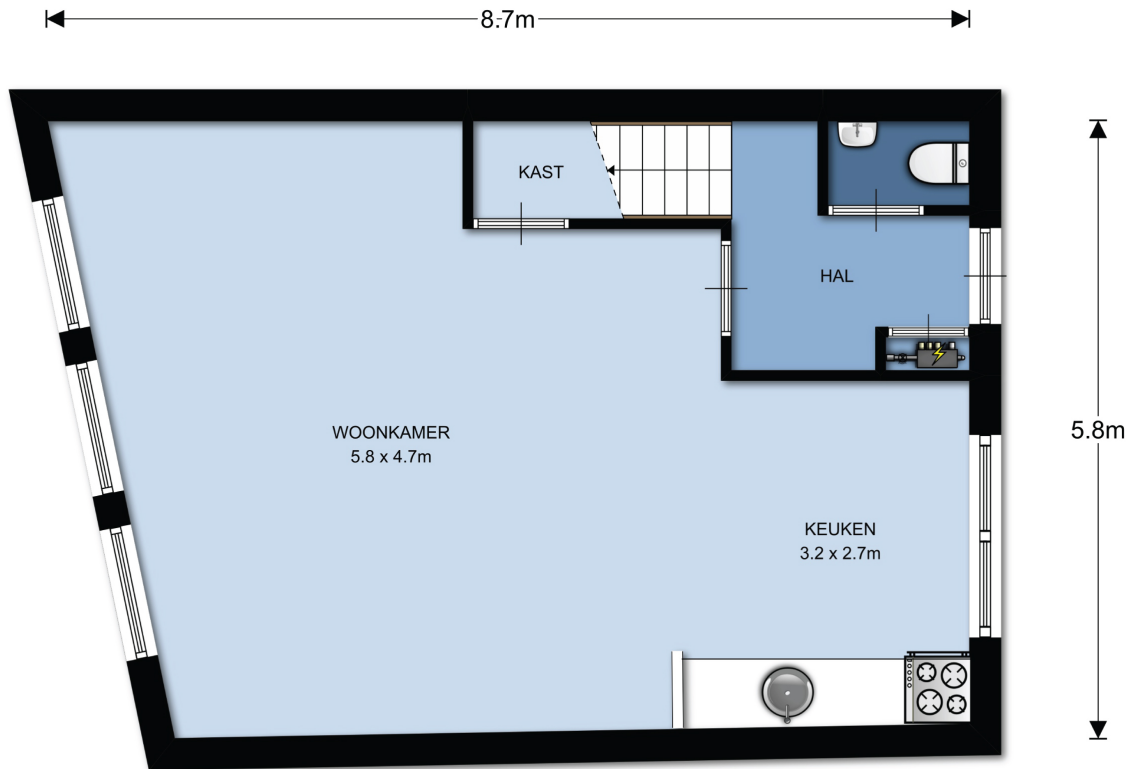 8.7m
KAST
HAL
5.8m
WOONKAMER
5.8 x 4.7m
KEUKEN
3.2 x 2.7m